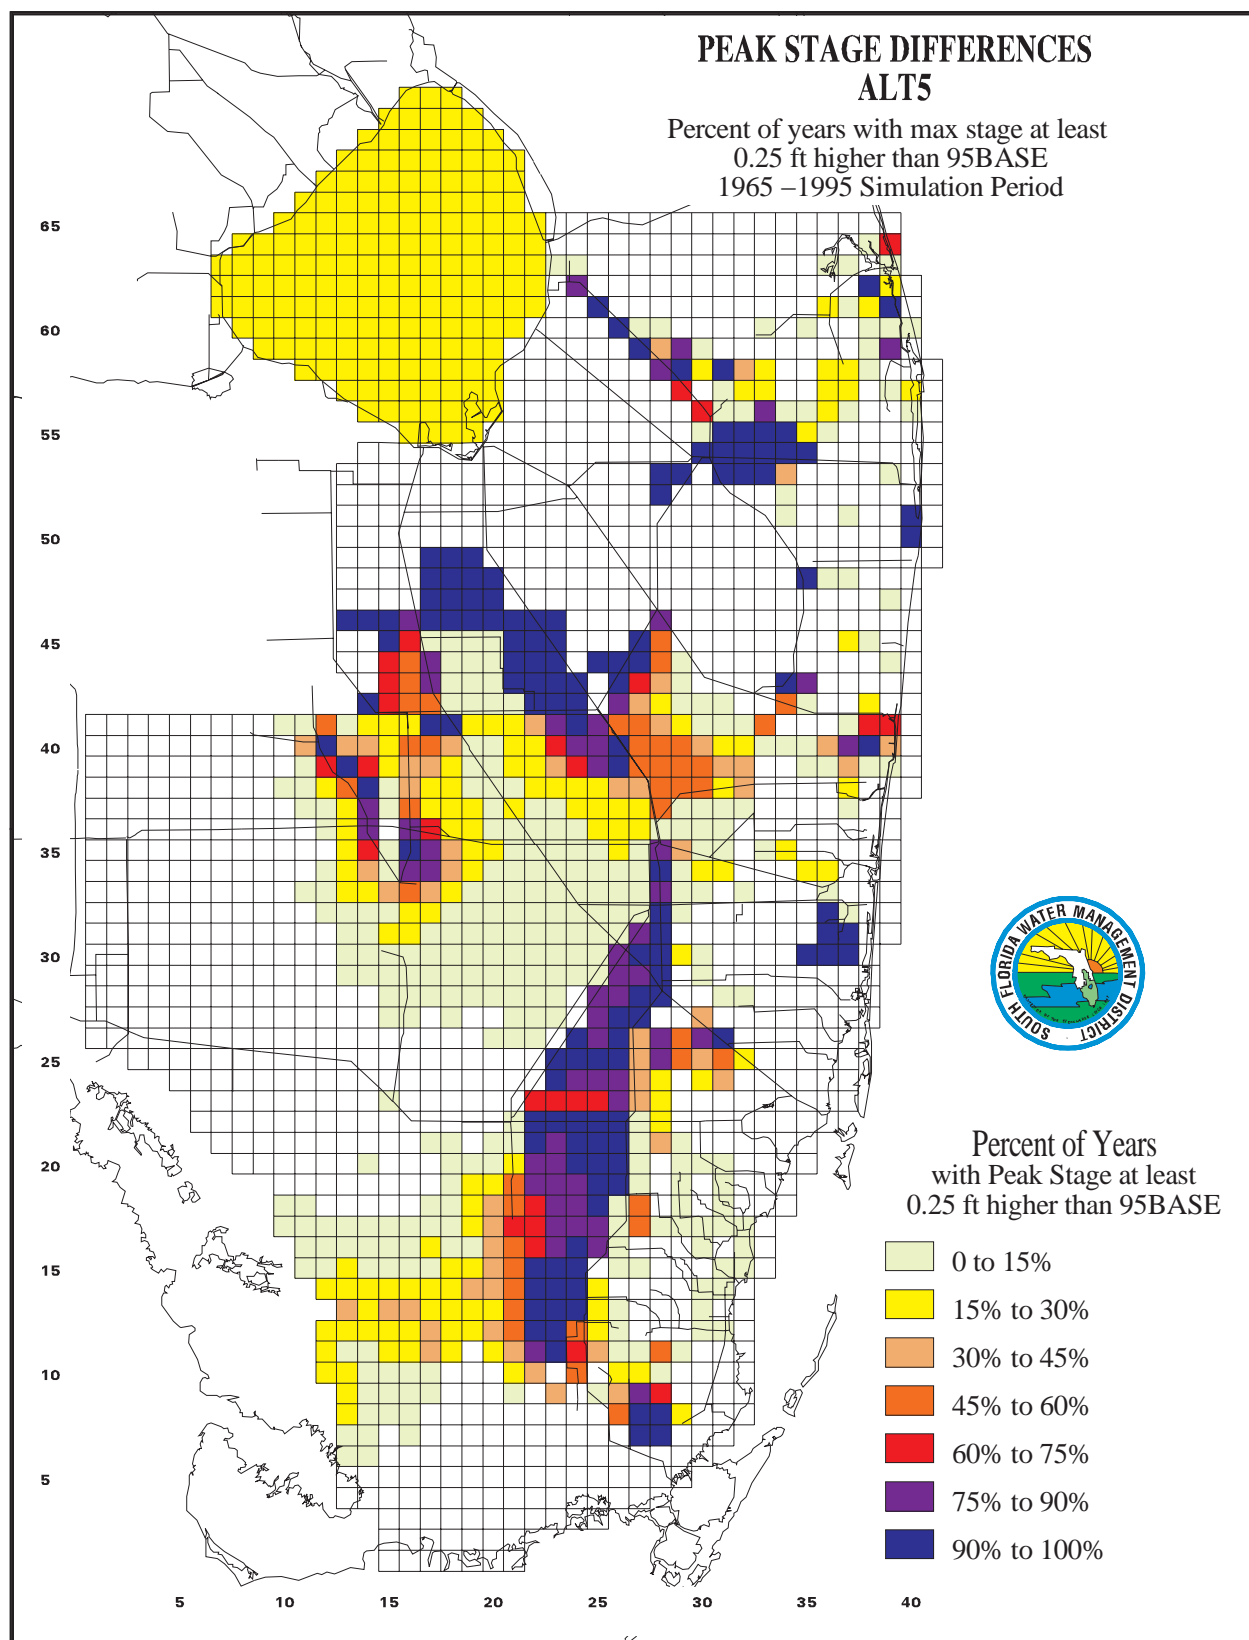 PEAK STAGE DIFFERENCES
ALT5
Percent of years with max stage at least
0.25 ft higher than 95BASE
1965 –1995 Simulation Period
65
60
55
50
45
40
35
30
25
20
15
10
5
SOUTH FLORIDA WATER MANAGEMENT DISTRICT
Percent of Years
with Peak Stage at least
0.25 ft higher than 95BASE
0 to 15%
15% to 30%
30% to 45%
45% to 60%
60% to 75%
75% to 90%
90% to 100%
5 10 15 20 25 30 35 40
“